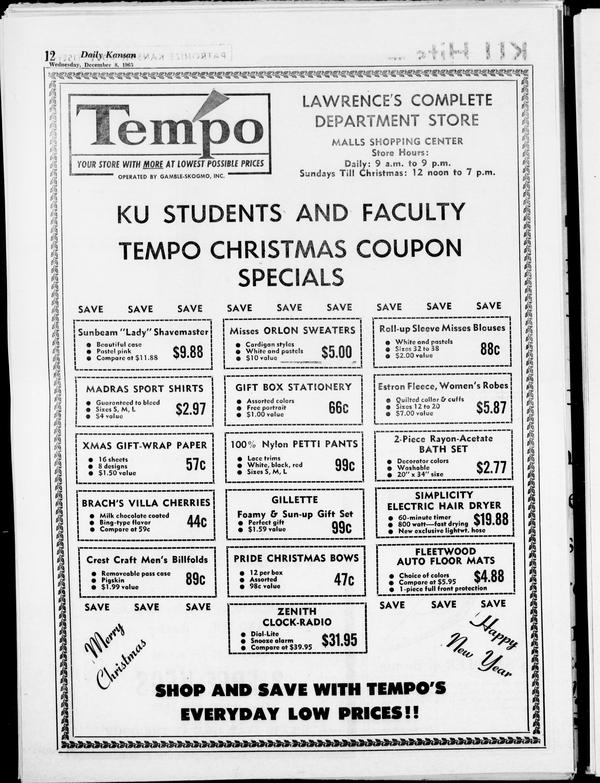 12 Daily Kansan
Wednesday, December 8, 1965
Tempo
YOUR STORE WITH MORE AT LOWEST POSSIBLE PRICES
OPERATED BY GAMBLE-SKOGMO, INC.
LAWRENCE'S COMPLETE
DEPARTMENT STORE
MALLS SHOPPING CENTER
Store Hours:
Daily: 9 a.m. to 9 p.m.
Sundays Till Christmas: 12 noon to 7 p.m.
KU STUDENTS AND FACULTY
TEMPO CHRISTMAS COUPON
SPECIALS
SAVE SAVE SAVE SAVE SAVE SAVE SAVE SAVE SAVE
Sunbeam "Lady" Shavemaster
● Beautiful case
● Pastel pink
● Compare at $11.88
$9.88
Misses ORLON SWEATERS
● Cardigan styles
● White and pastels
● $10 value
$5.00
Roll-up Sleeve Misses Blouses
● White and pastels
● Sizes 32 to 38
● $2.00 value
88c
MADRAS SPORT SHIRTS
● Guaranteed to bleed
● Sizes S, M, L
● $4 value
$2.97
GIFT BOX STATIONERY
● Assorted colors
● Free portrait
● $1.00 value
66c
Estron Fleece, Women's Robes
● Quilted collar & cuffs
● Sizes 12 to 20
● $7.00 value
$5.87
XMAS GIFT-WRAP PAPER
● 16 sheets
● 8 designs
● $1.50 value
57c
100% Nylon PETTI PANTS
● Lace trims
● White, black, red
● Sizes S, M, L
99c
2-Piece Rayon-Acetate
BATH SET
● Decorator colors
● Washable
● 20" x 34" size
$2.77
BRACH'S VILLA CHERRIES
● Milk chocolate coated
● Bing-type flavor
● Compare at 59c
44c
GILLETTE
Foamy & Sun-up Gift Set
● Perfect gift
● $1.59 value
99c
SIMPLICITY
ELECTRIC HAIR DRYER
● 60-minute timer
● 800 watt—fast drying
● New exclusive lightwt. hose
$19.88
Crest Craft Men's Billfolds
● Removeable pass case
● Pigskin
● $1.99 value
89c
PRIDE CHRISTMAS BOWS
● 12 per box
● Assorted
● 98c value
47c
FLEETWOOD
AUTO FLOOR MATS
● Choice of colors
● Compare at $5.95
● 1-piece full front protection
$4.88
SAVE SAVE SAVE
ZENITH
CLOCK-RADIO
● Dial-Lite
● Snooze alarm
● Compare at $39.95
$31.95
SAVE SAVE SAVE
Merry
Christmas
Happy
New Year
SHOP AND SAVE WITH TEMPO'S
EVERYDAY LOW PRICES!!